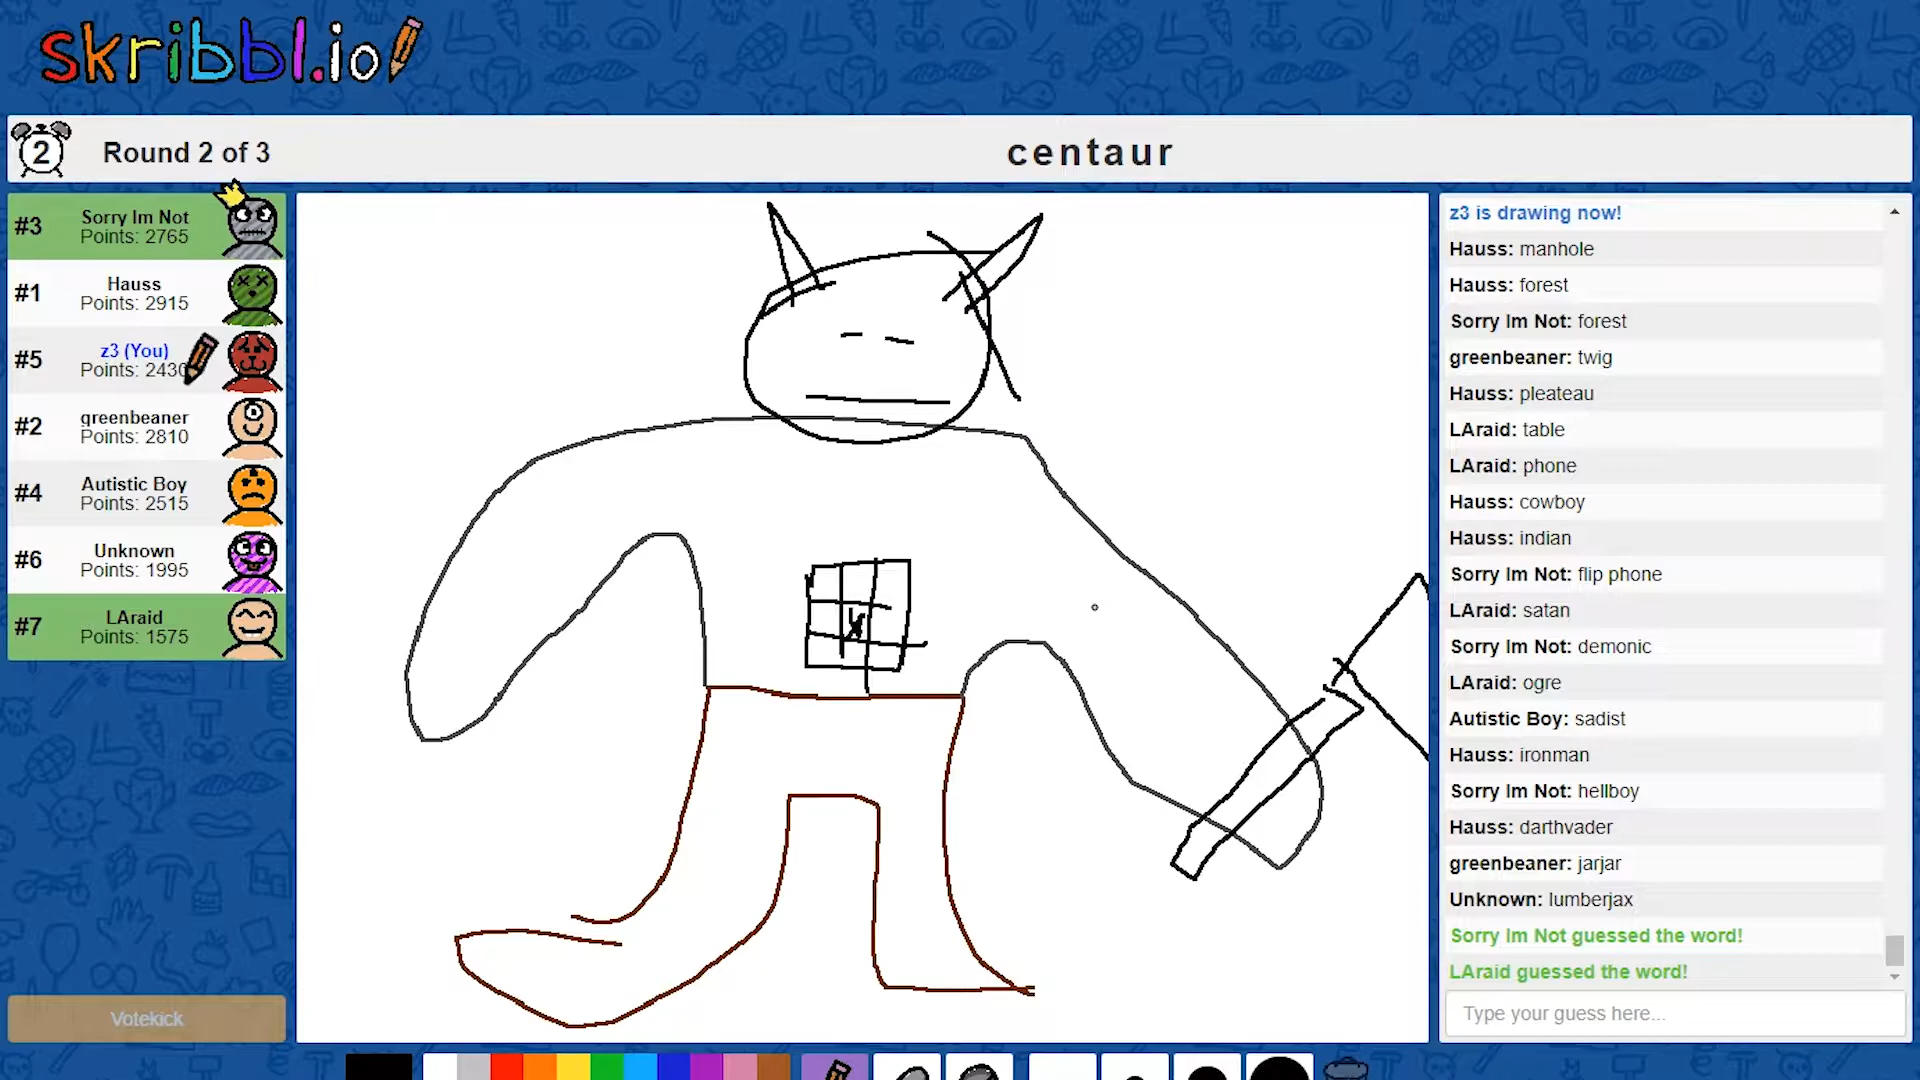 skribbl.io
2
Round 2 of 3
centaur
#3
Sorry Im Not
Points: 2765
#1
Hauss
Points: 2915
#5
z3 (You)
Points: 2430
#2
greenbeaner
Points: 2810
#4
Autistic Boy
Points: 2515
#6
Unknown
Points: 1995
#7
LAraid
Points: 1575
Votekick
z3 is drawing now!
Hauss: manhole
Hauss: forest
Sorry Im Not: forest
greenbeaner: twig
Hauss: pleateau
LAraid: table
LAraid: phone
Hauss: cowboy
Hauss: indian
Sorry Im Not: flip phone
LAraid: satan
Sorry Im Not: demonic
LAraid: ogre
Autistic Boy: sadist
Hauss: ironman
Sorry Im Not: hellboy
Hauss: darthvader
greenbeaner: jarjar
Unknown: lumberjax
Sorry Im Not guessed the word!
LAraid guessed the word!
Type your guess here...